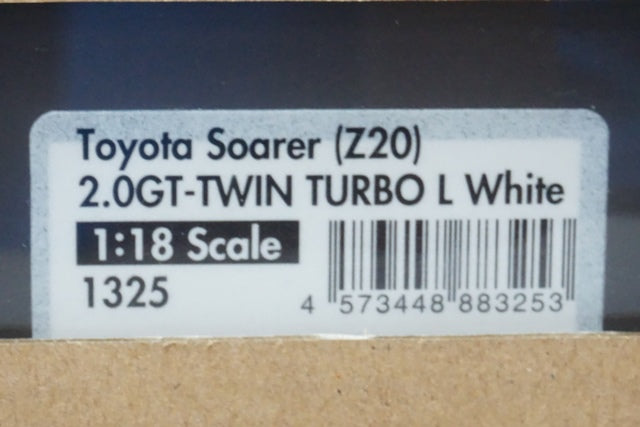 Toyota Soarer (Z20)
2.0GT-TWIN TURBO L White
1:18 Scale
1325
4 573448 883253